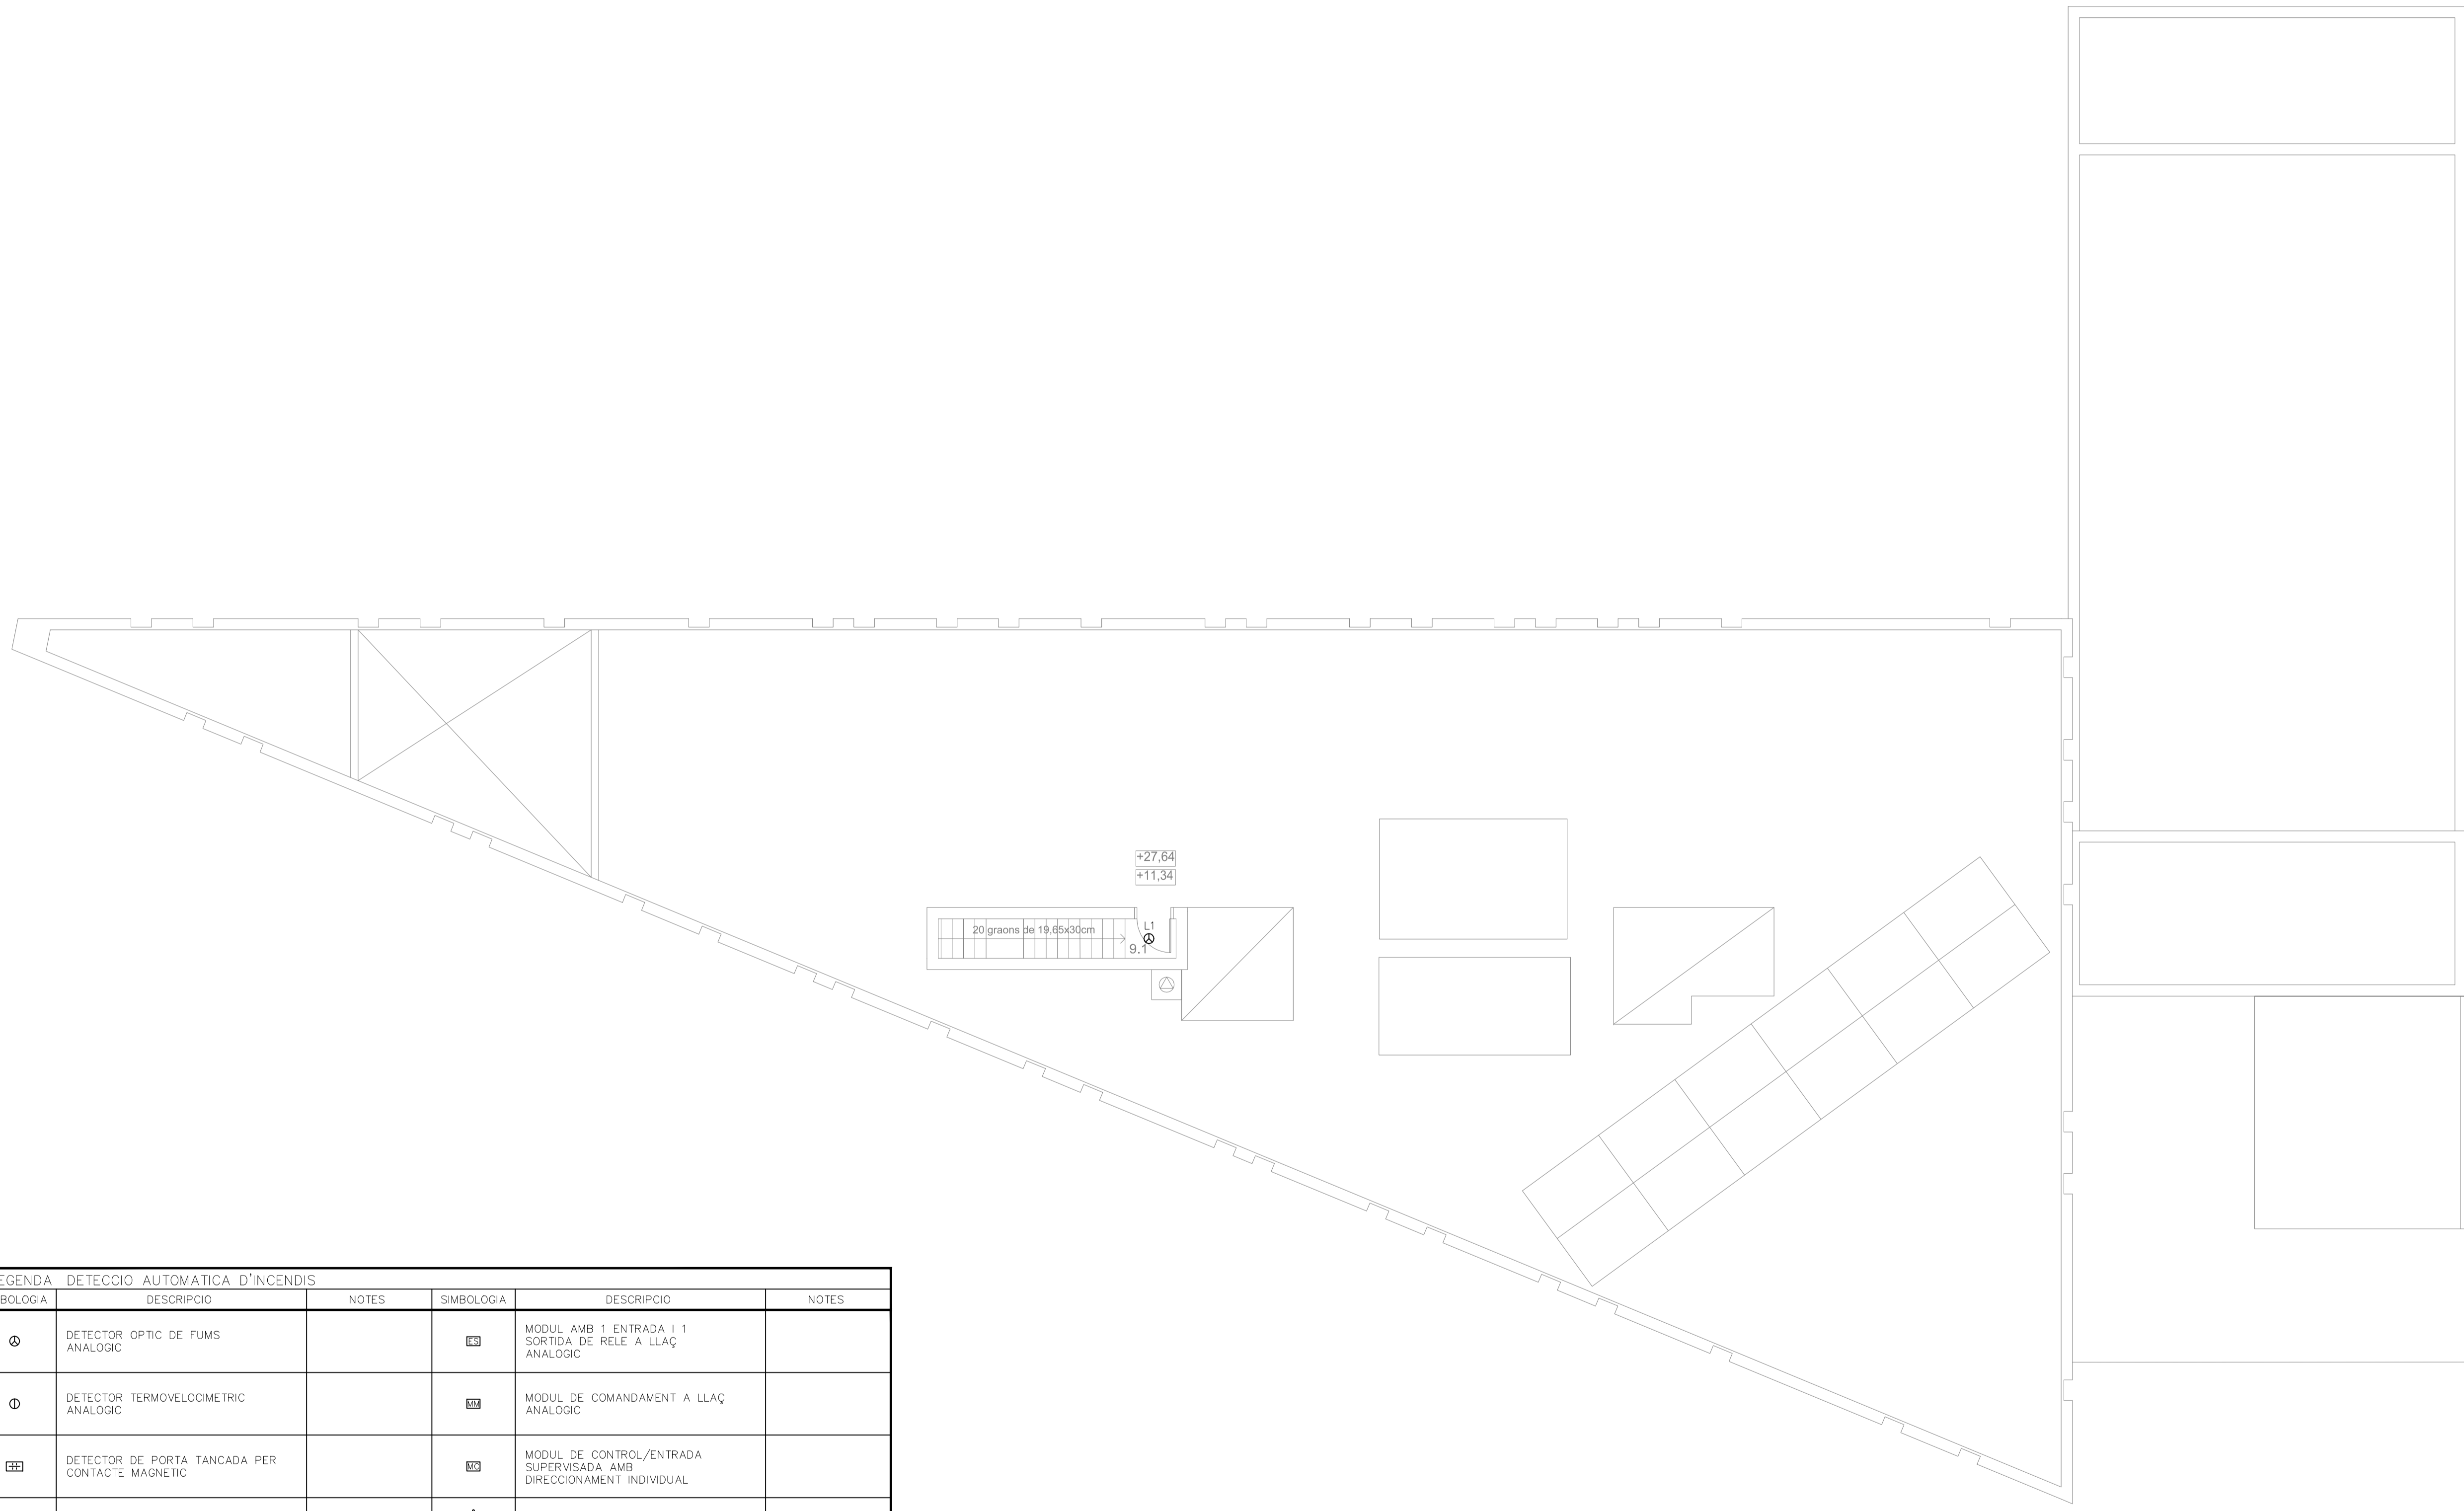 +27,64
+11,34
L1
20 graons de 19,65x30cm
9.1
EGENDA DETECCIO AUTOMATICA D'INCENDIS
BOLOGIA DESCRIPCIO NOTES SIMBOLOGIA DESCRIPCIO NOTES
DETECTOR OPTIC DE FUMS
ANALOGIC
ES
MODUL AMB 1 ENTRADA I 1
SORTIDA DE RELE A LLAÇ
ANALOGIC
DETECTOR TERMOVELOCIMETRIC
ANALOGIC
MM
MODUL DE COMANDAMENT A LLAÇ
ANALOGIC
DETECTOR DE PORTA TANCADA PER
CONTACTE MAGNETIC
MC
MODUL DE CONTROL/ENTRADA
SUPERVISADA AMB
DIRECCIONAMENT INDIVIDUAL